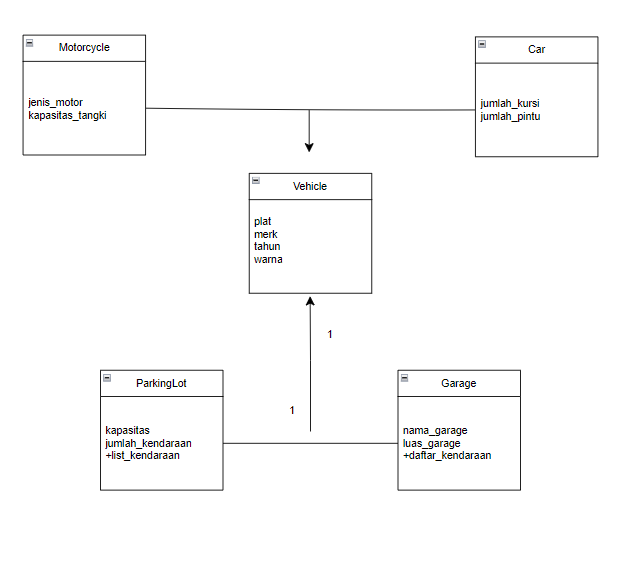 Motorcycle
jenis_motor
kapasitas_tangki
Car
jumlah_kursi
jumlah_pintu
Vehicle
plat
merk
tahun
warna
1
1
ParkingLot
kapasitas
jumlah_kendaraan
+list_kendaraan
Garage
nama_garage
luas_garage
+daftar_kendaraan